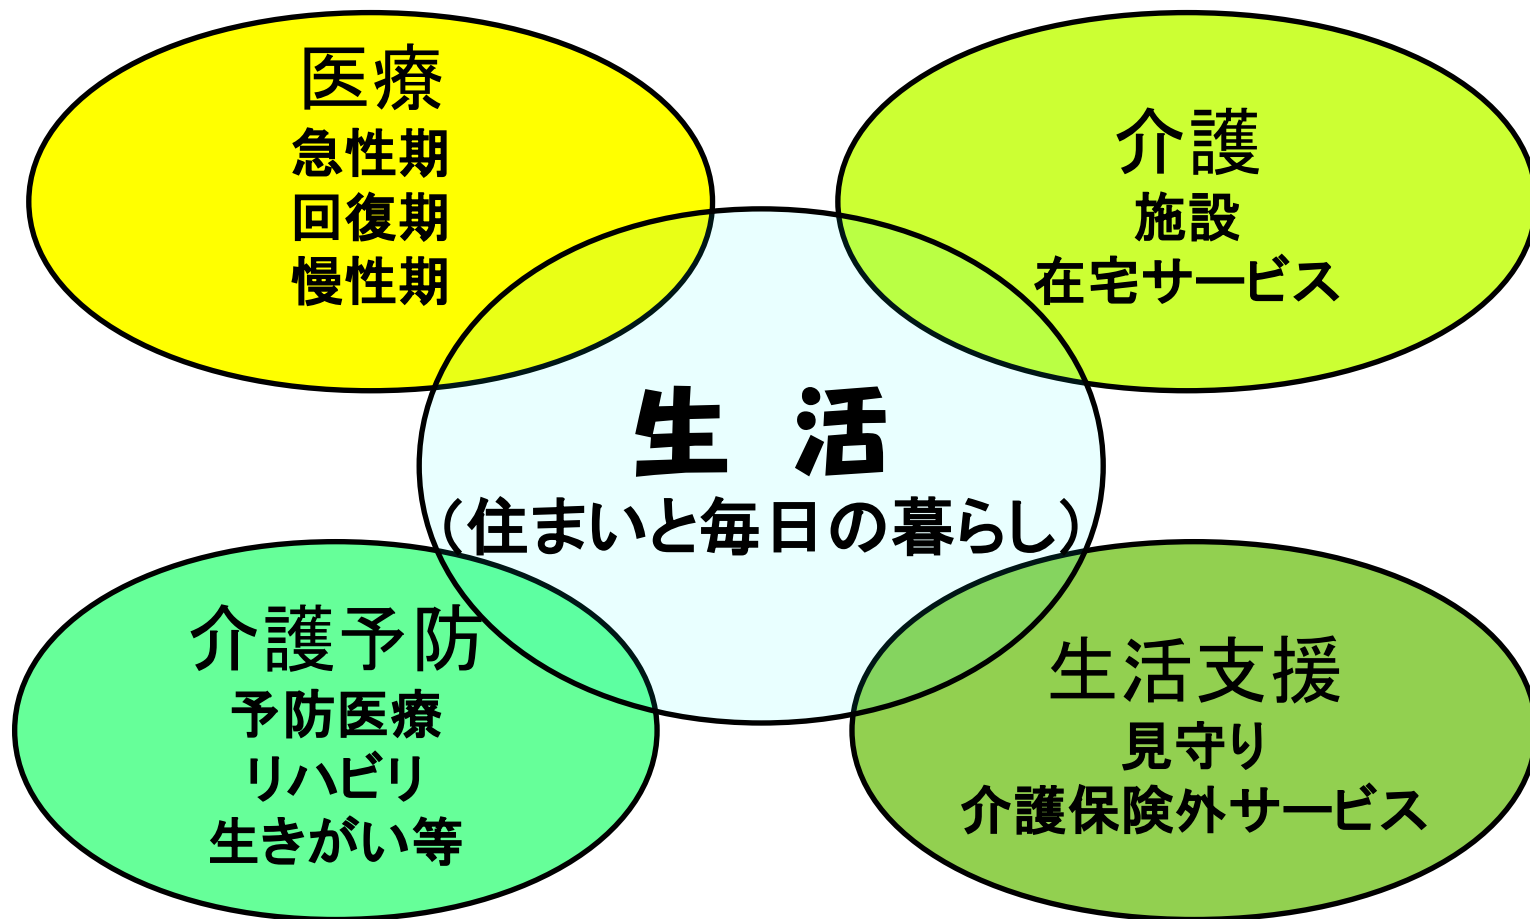 医療
急性期
回復期
慢性期
介護
施設
在宅サービス
生 活
（住まいと毎日の暮らし）
介護予防
予防医療
リハビリ
生きがい等
生活支援
見守り
介護保険外サービス